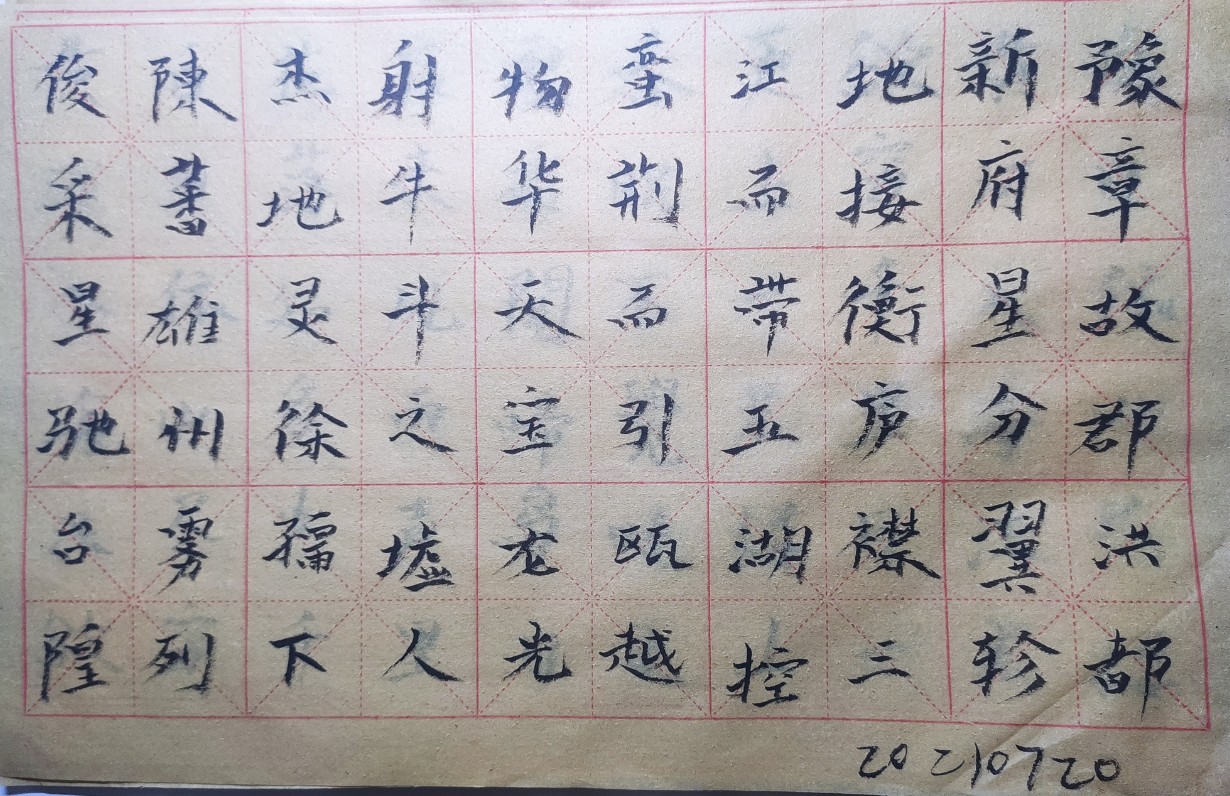 豫章故郡洪都
新府星分翼轸
地接衡庐襟三
江而帶五湖控
蛮荆而引瓯越
物华天宝龙光
射牛斗之墟人
杰地灵徐孺下
陳蕃雄州雾列
俊采星驰台隍
20210720